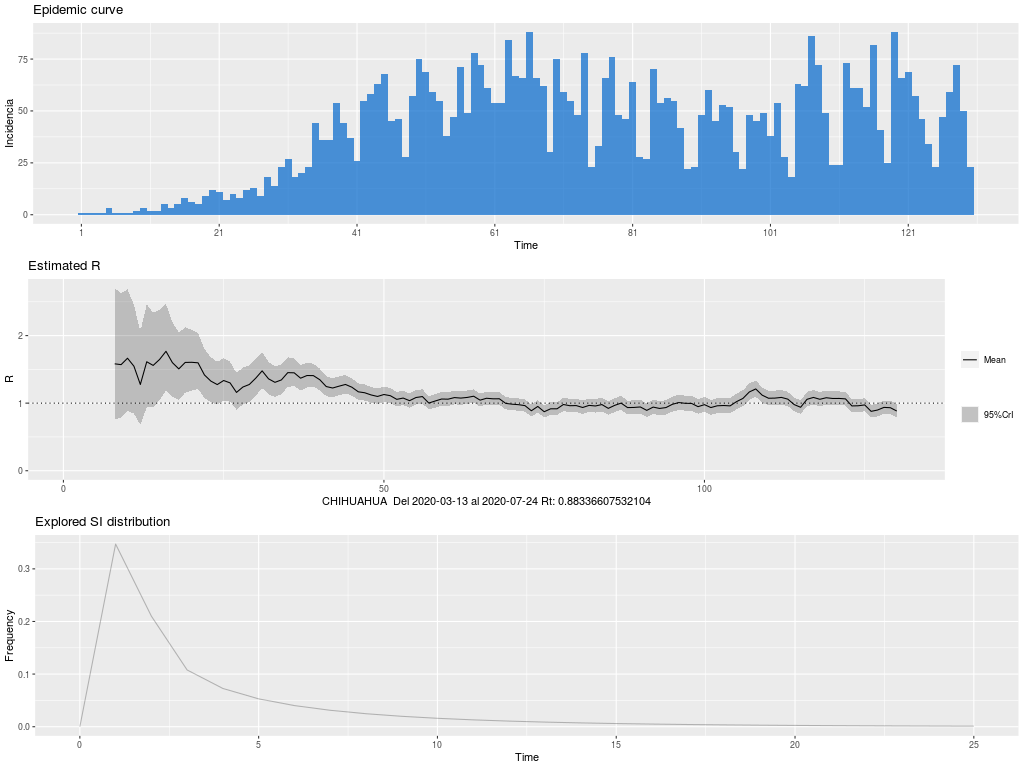 Epidemic curve
75
50
25
0
Incidencia
1 21 41 61 81 101 121
Time
Estimated R
2
1
0
R
0 50 100
CHIHUAHUA Del 2020-03-13 al 2020-07-24 Rt: 0.88336607532104
Mean
95%CrI
Explored SI distribution
0.3
0.2
0.1
0.0
Frequency
0 5 10 15 20 25
Time